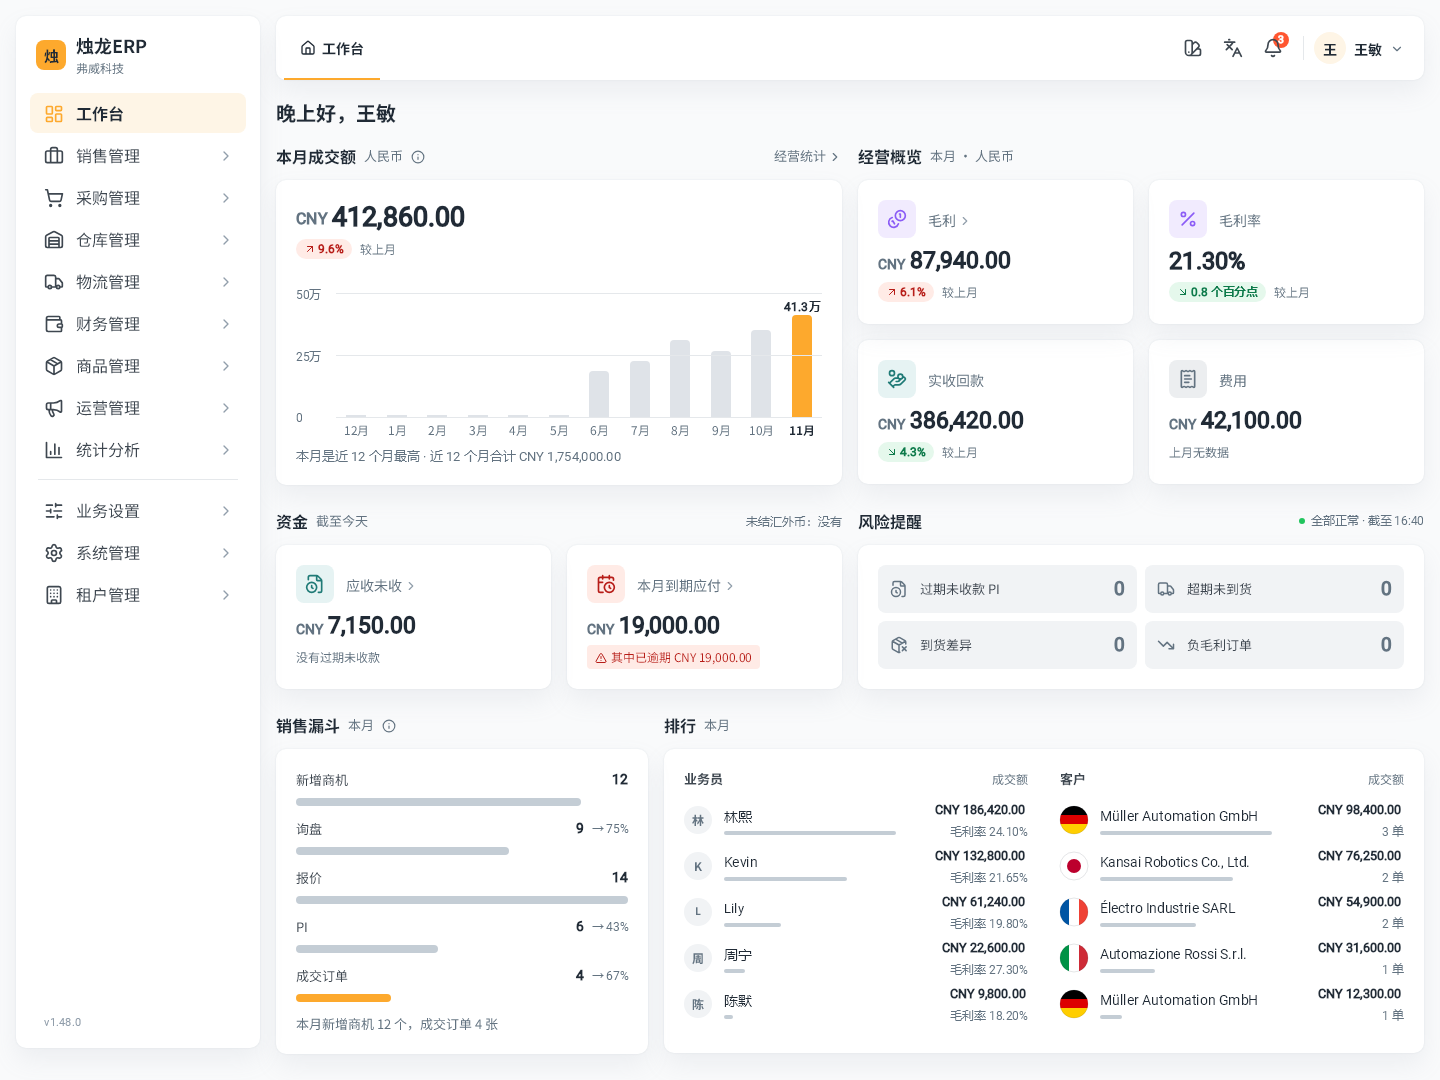 烛
烛龙ERP
弗威科技
工作台
销售管理
采购管理
仓库管理
物流管理
财务管理
商品管理
运营管理
统计分析
业务设置
系统管理
租户管理
v1.48.0
工作台
3
王
王敏
晚上好，王敏
本月成交额 人民币
经营统计
CNY 412,860.00
9.6% 较上月
50万
25万
0
41.3万
12月 1月 2月 3月 4月 5月 6月 7月 8月 9月 10月 11月
本月是近 12 个月最高 · 近 12 个月合计 CNY 1,754,000.00
经营概览 本月 · 人民币
毛利
CNY 87,940.00
6.1% 较上月
毛利率
21.30%
0.8 个百分点 较上月
实收回款
CNY 386,420.00
4.3% 较上月
费用
CNY 42,100.00
上月无数据
资金 截至今天
未结汇外币：没有
应收未收
CNY 7,150.00
没有过期未收款
本月到期应付
CNY 19,000.00
其中已逾期 CNY 19,000.00
风险提醒
全部正常 · 截至 16:40
过期未收款 PI 0
超期未到货 0
到货差异 0
负毛利订单 0
销售漏斗 本月
新增商机 12
询盘 9 →75%
报价 14
PI 6 →43%
成交订单 4 →67%
本月新增商机 12 个，成交订单 4 张
排行 本月
业务员 成交额
林 林熙 CNY 186,420.00
毛利率 24.10%
K Kevin CNY 132,800.00
毛利率 21.65%
L Lily CNY 61,240.00
毛利率 19.80%
周 周宁 CNY 22,600.00
毛利率 27.30%
陈 陈默 CNY 9,800.00
毛利率 18.20%
客户 成交额
Müller Automation GmbH CNY 98,400.00
3 单
Kansai Robotics Co., Ltd. CNY 76,250.00
2 单
Électro Industrie SARL CNY 54,900.00
2 单
Automazione Rossi S.r.l. CNY 31,600.00
1 单
Müller Automation GmbH CNY 12,300.00
1 单